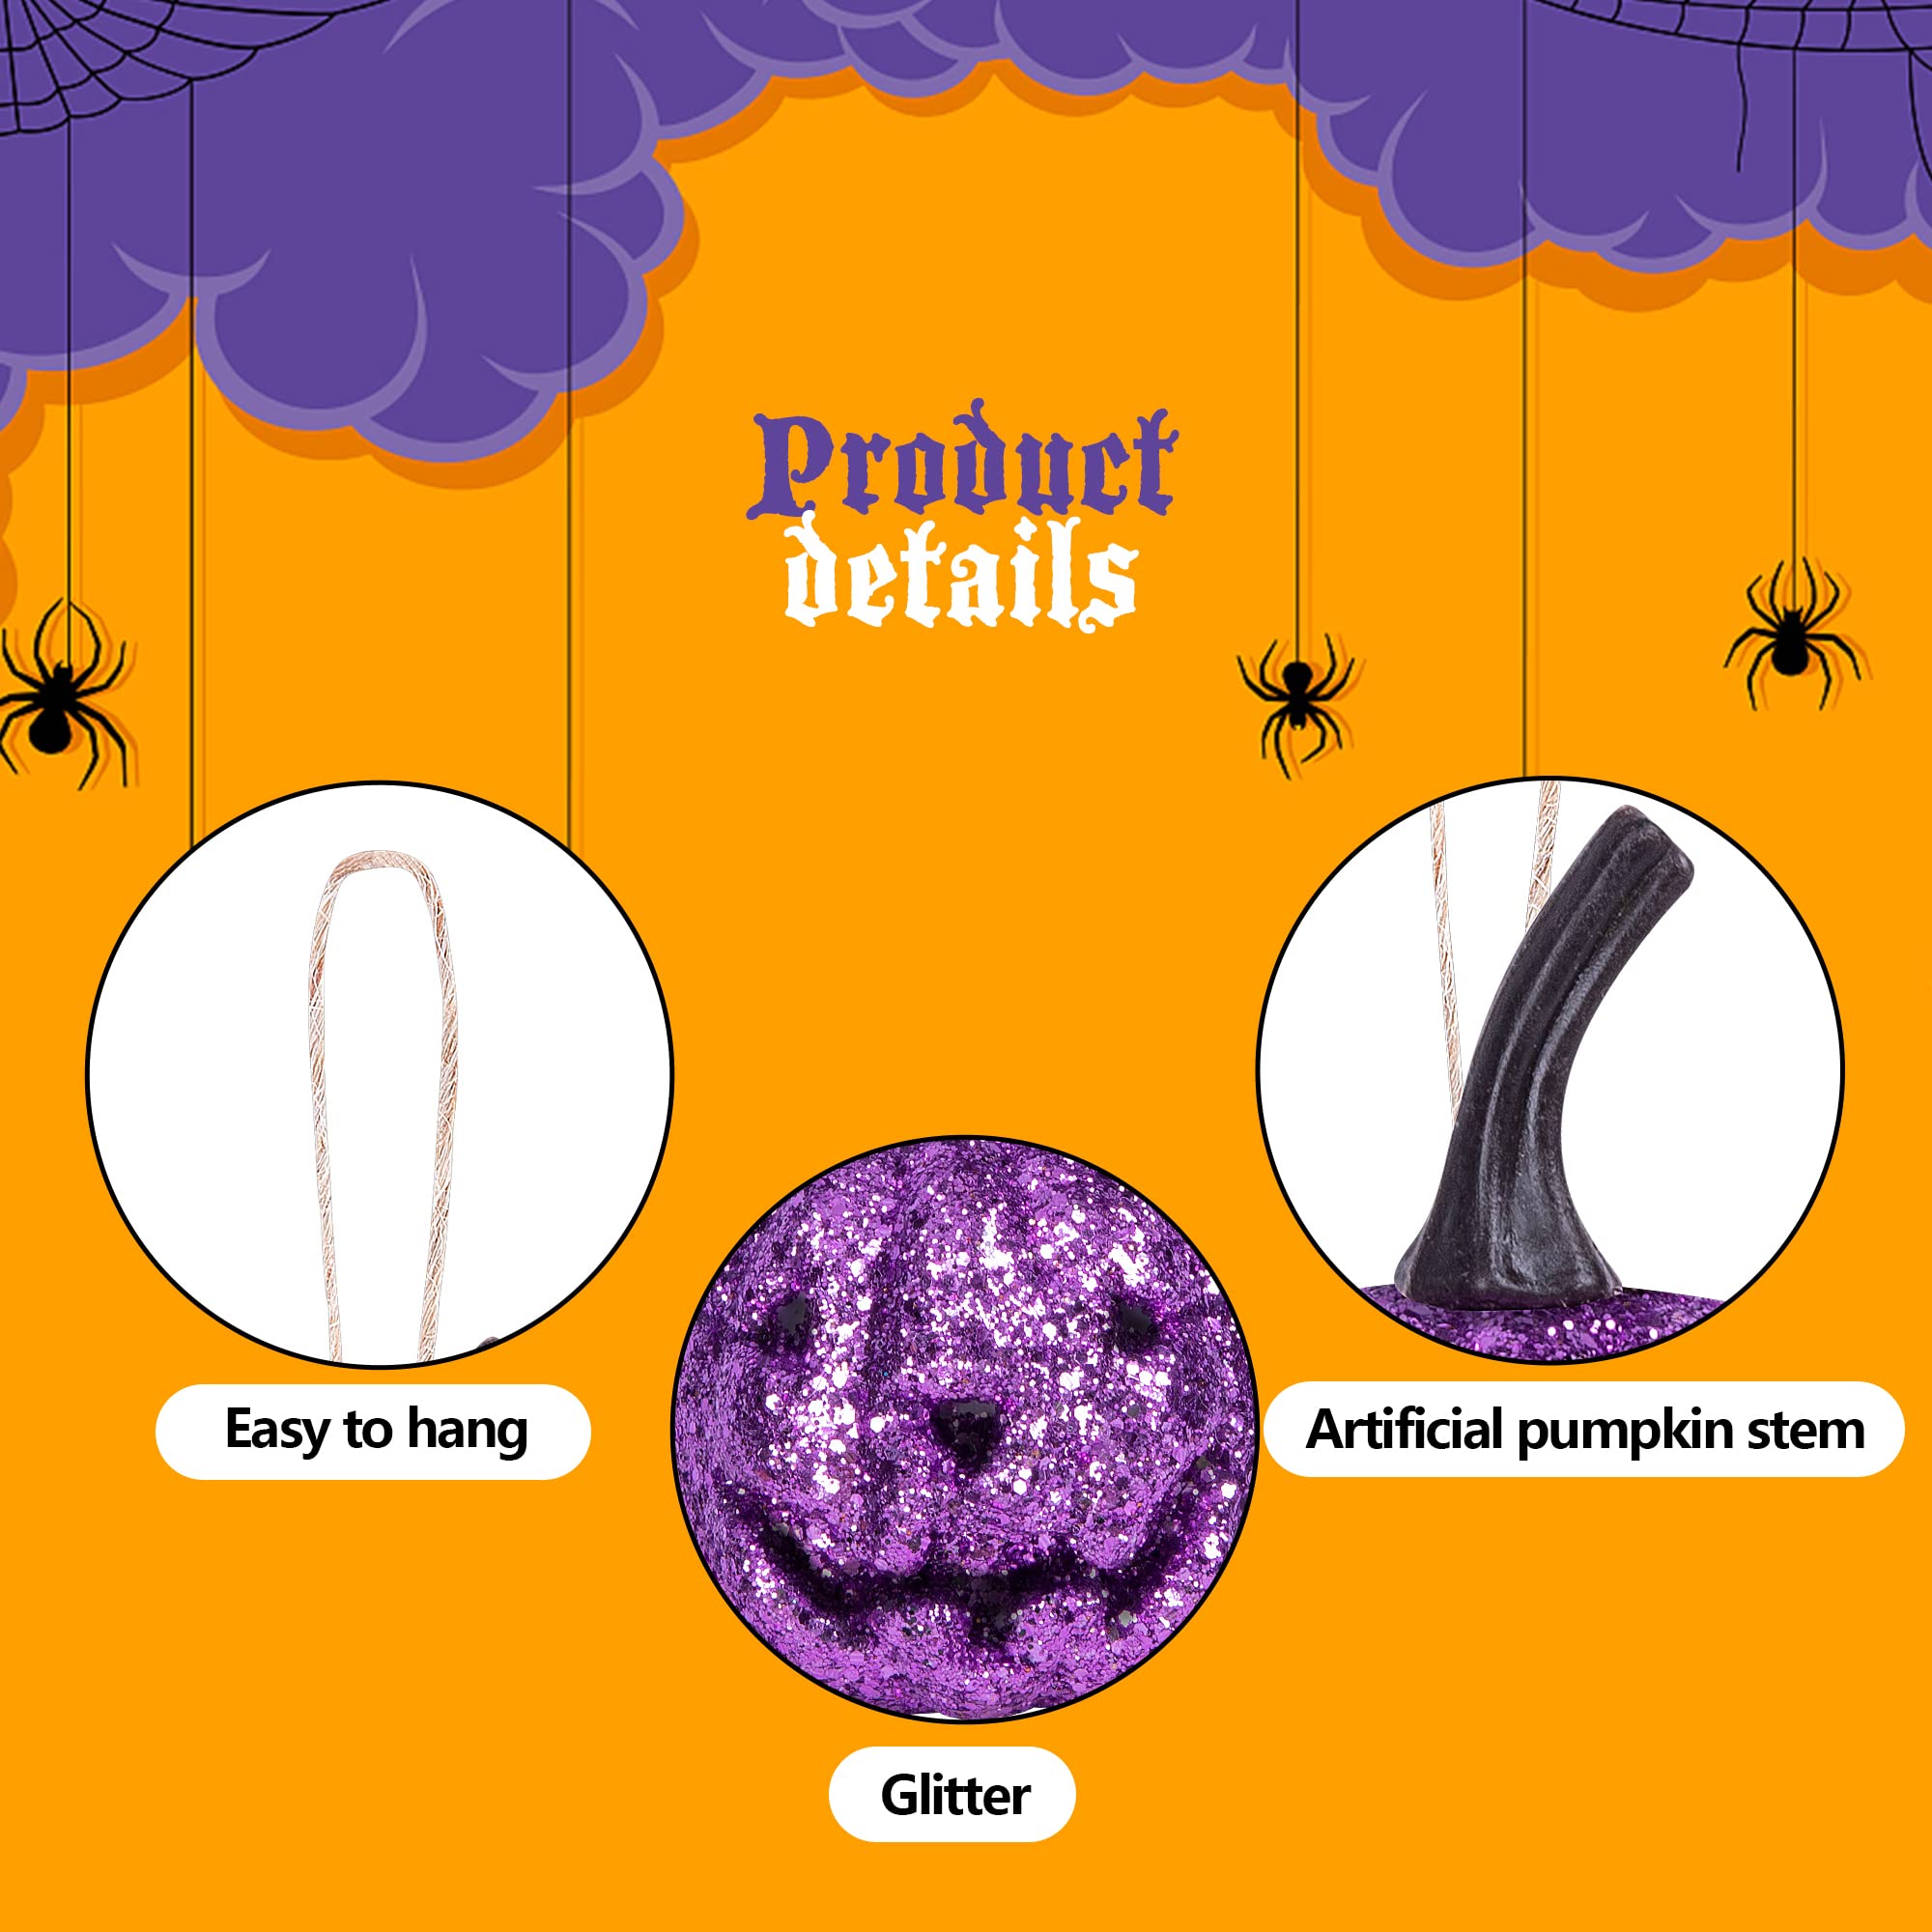 Product
details
Easy to hang
Artificial pumpkin stem
Glitter